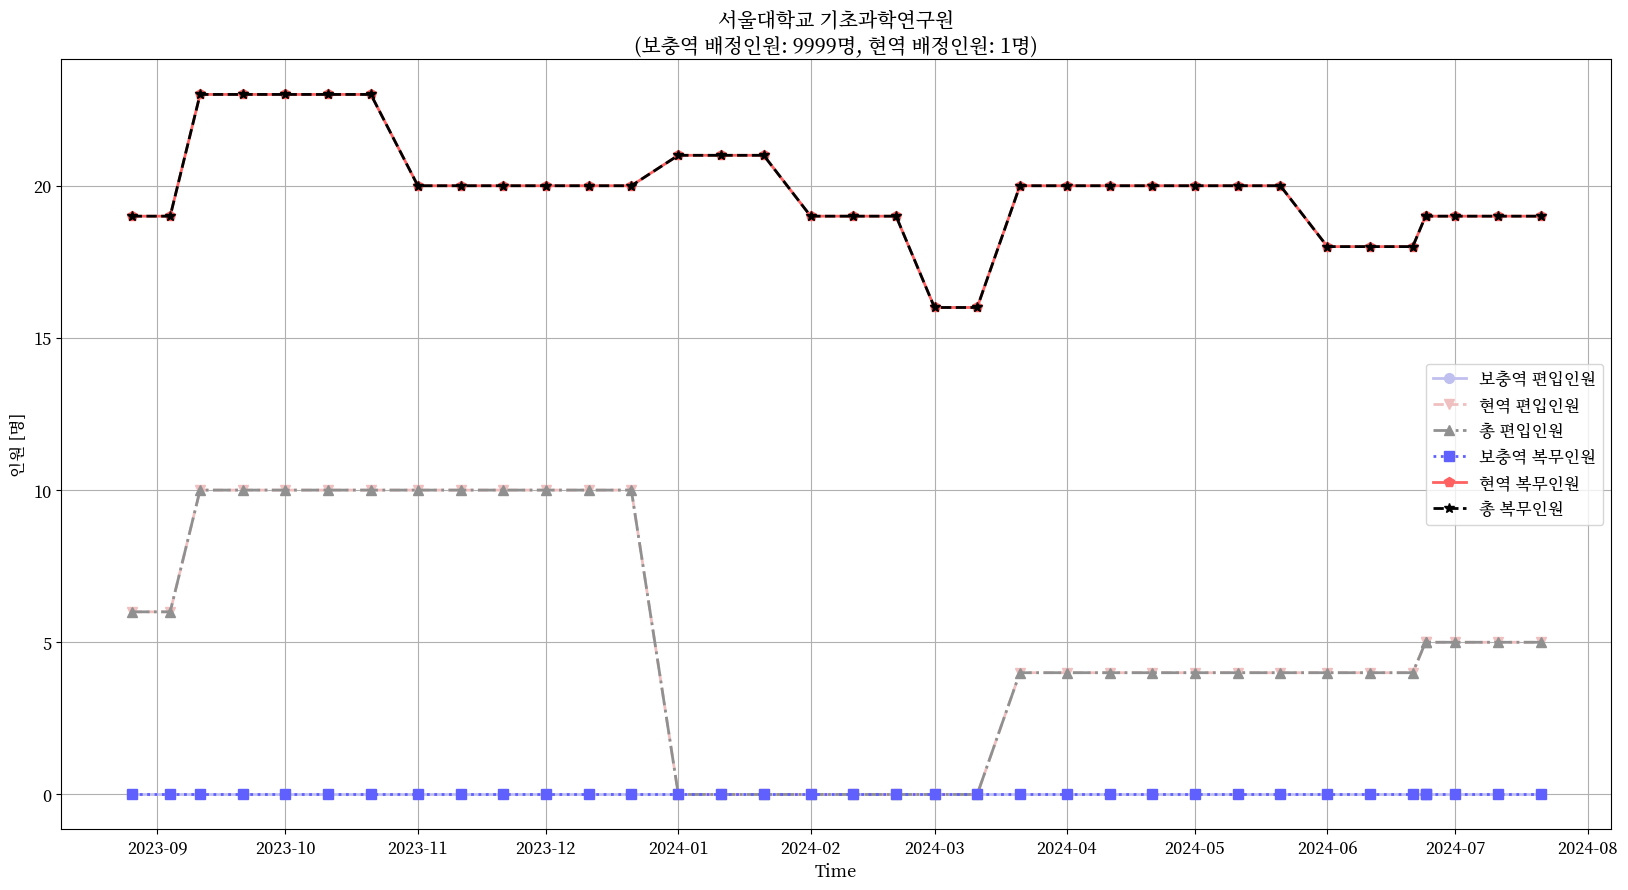 서울대학교 기초과학연구원
(보충역 배정인원: 9999명, 현역 배정인원: 1명)
인원 [명]
20
15
10
5
0
보충역 편입인원
현역 편입인원
총 편입인원
보충역 복무인원
현역 복무인원
총 복무인원
2023-09 2023-10 2023-11 2023-12 2024-01 2024-02 2024-03 2024-04 2024-05 2024-06 2024-07 2024-08
Time